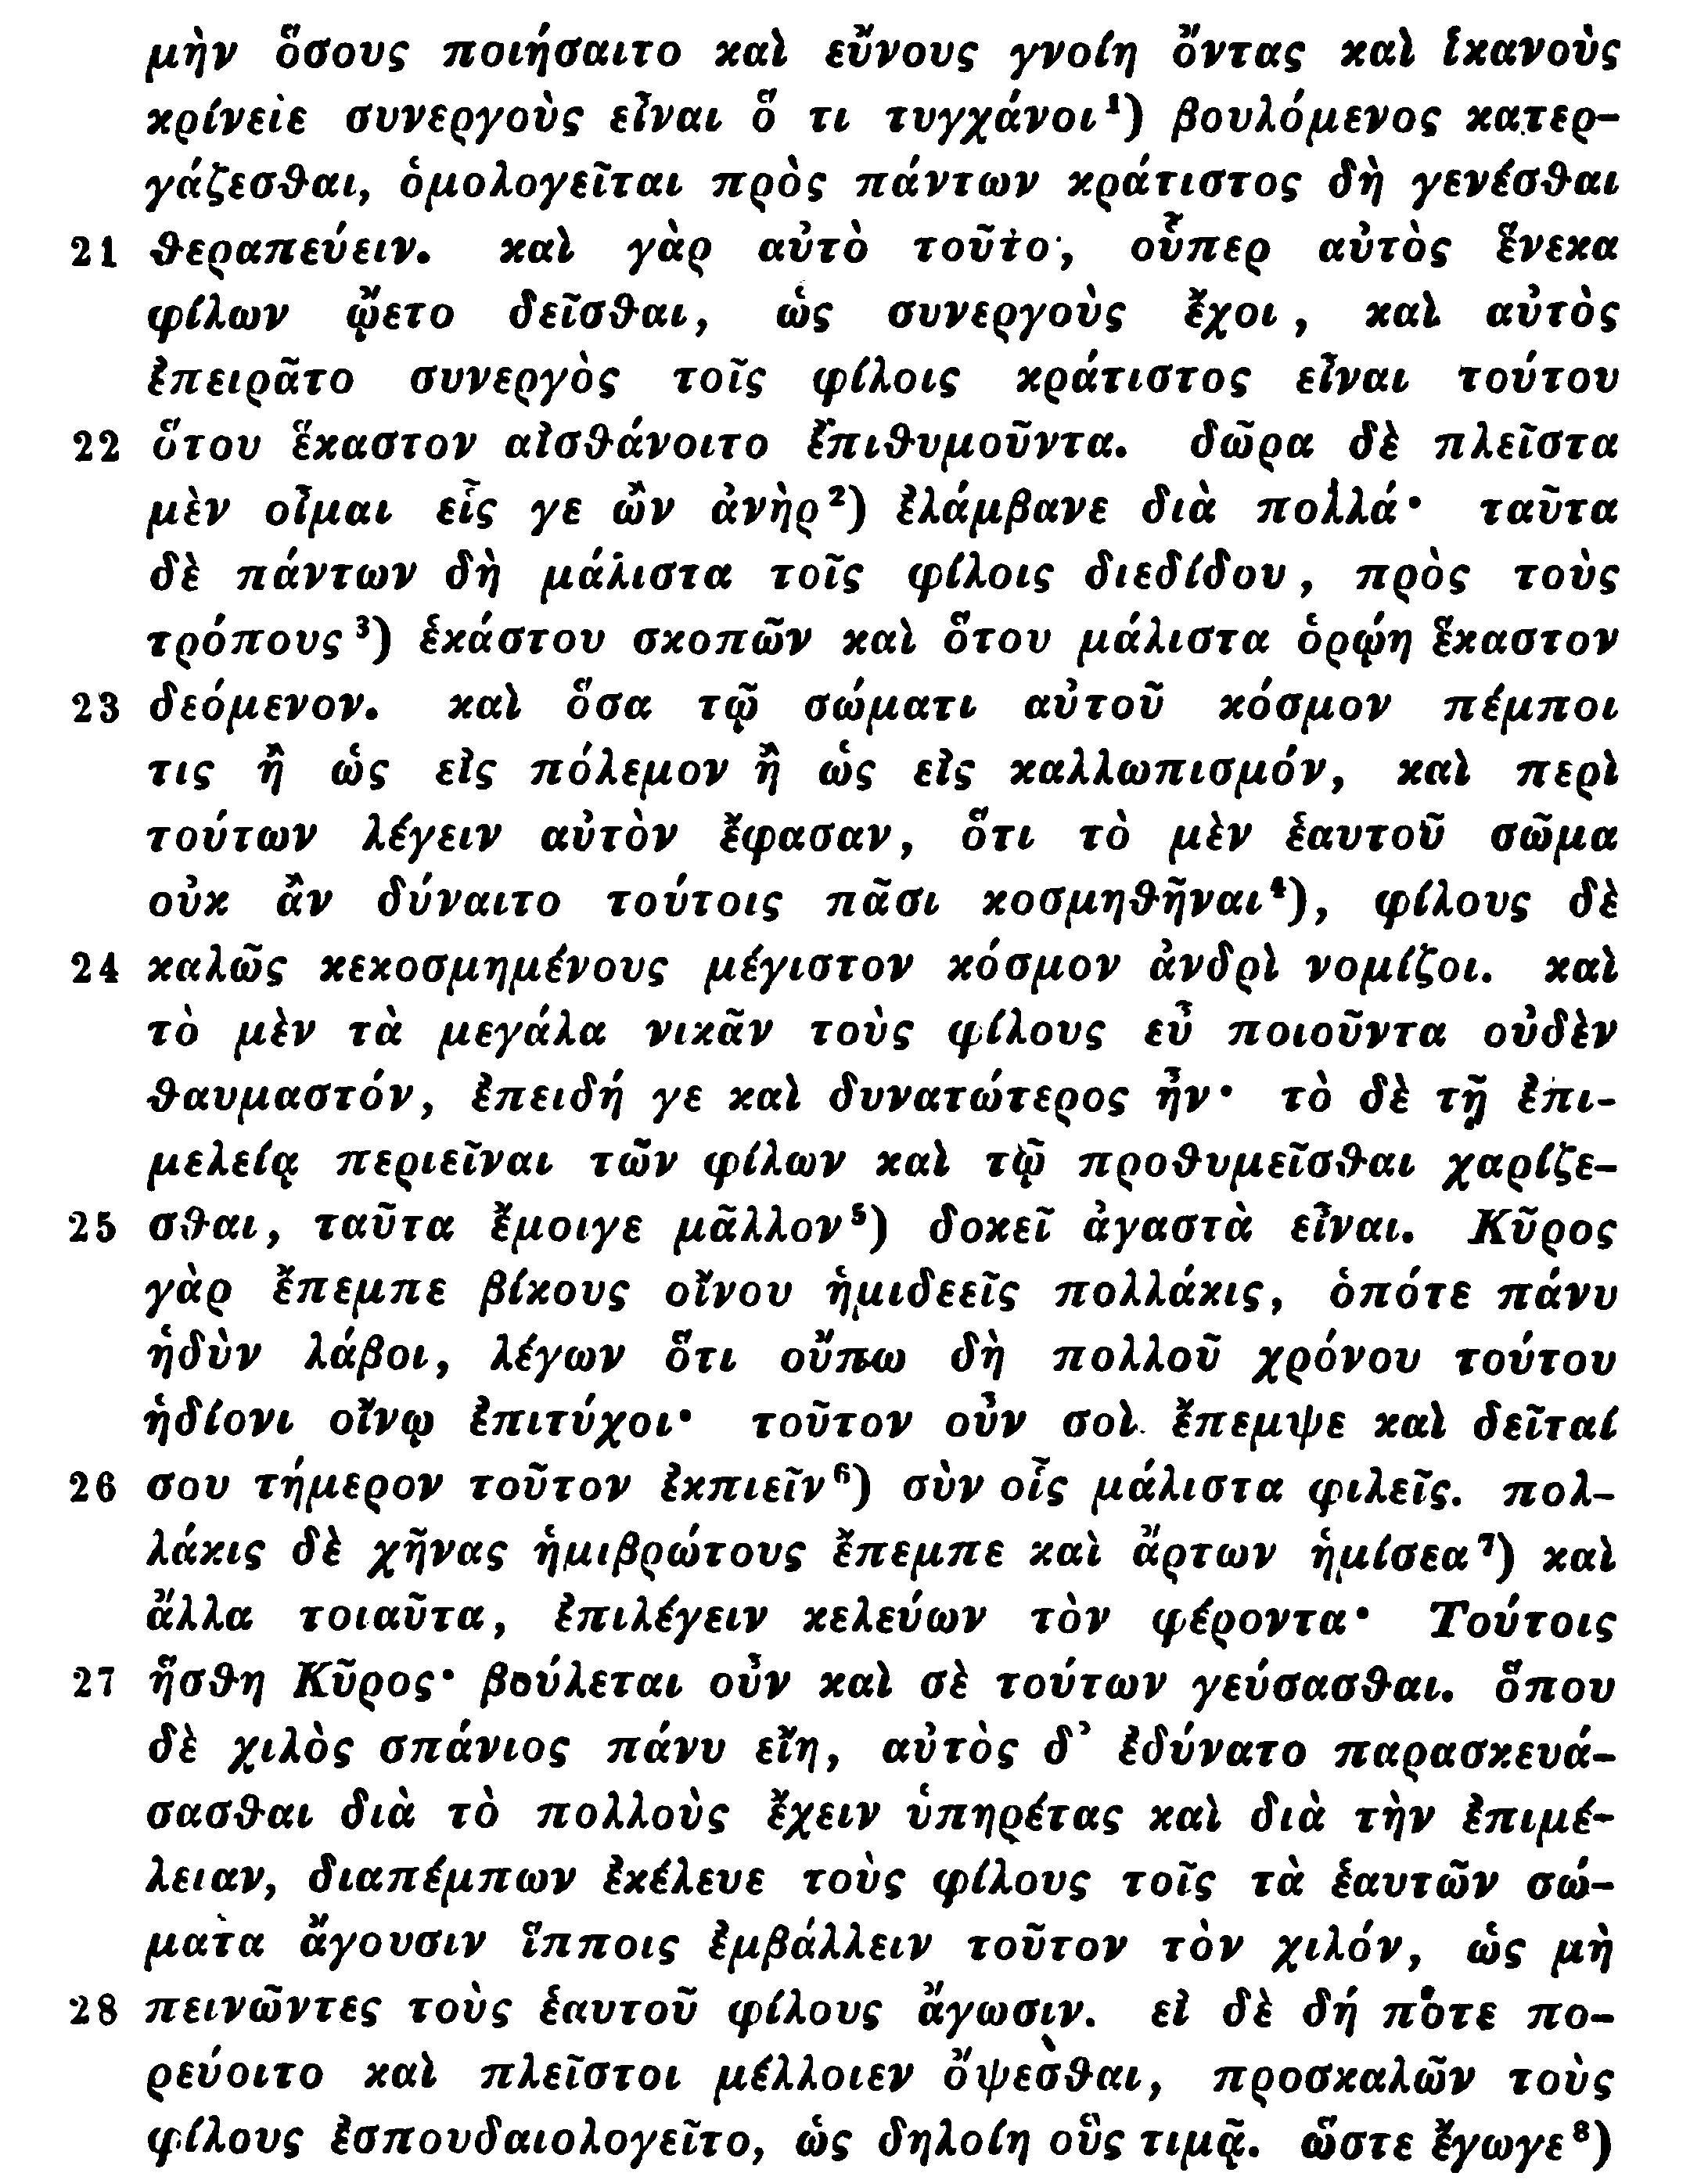 μὴν ὅσους ποιήσαιτο καὶ εὔνους γνοίη ὄντας καὶ ἱκανοὺς
κρίνειε συνεργοὺς εἶναι ὅ τι τυγχάνοι¹) βουλόμενος κατερ-
γάζεσθαι, ὁμολογεῖται πρὸς πάντων κράτιστος δὴ γενέσθαι
21 θεραπεύειν. καὶ γὰρ αὐτὸ τοῦτο, οὗπερ αὐτὸς ἕνεκα
φίλων ᾤετο δεῖσθαι, ὡς συνεργοὺς ἔχοι, καὶ αὐτὸς
ἐπειρᾶτο συνεργὸς τοῖς φίλοις κράτιστος εἶναι τούτου
22 ὅτου ἕκαστον αἰσθάνοιτο ἐπιθυμοῦντα. δῶρα δὲ πλεῖστα
μὲν οἶμαι εἷς γε ὢν ἀνὴρ²) ἐλάμβανε διὰ πολλά· ταῦτα
δὲ πάντων δὴ μάλιστα τοῖς φίλοις διεδίδου, πρὸς τοὺς
τρόπους³) ἑκάστου σκοπῶν καὶ ὅτου μάλιστα ὁρῴη ἕκαστον
23 δεόμενον. καὶ ὅσα τῷ σώματι αὐτοῦ κόσμον πέμποι
τις ἢ ὡς εἰς πόλεμον ἢ ὡς εἰς καλλωπισμόν, καὶ περὶ
τούτων λέγειν αὐτὸν ἔφασαν, ὅτι τὸ μὲν ἑαυτοῦ σῶμα
οὐκ ἂν δύναιτο τούτοις πᾶσι κοσμηθῆναι⁴), φίλους δὲ
24 καλῶς κεκοσμημένους μέγιστον κόσμον ἀνδρὶ νομίζοι. καὶ
τὸ μὲν τὰ μεγάλα νικᾶν τοὺς φίλους εὖ ποιοῦντα οὐδὲν
θαυμαστόν, ἐπειδή γε καὶ δυνατώτερος ἦν· τὸ δὲ τῇ ἐπι-
μελείᾳ περιεῖναι τῶν φίλων καὶ τῷ προθυμεῖσθαι χαρίζε-
25 σθαι, ταῦτα ἔμοιγε μᾶλλον⁵) δοκεῖ ἀγαστὰ εἶναι. Κῦρος
γὰρ ἔπεμπε βίκους οἴνου ἡμιδεεῖς πολλάκις, ὁπότε πάνυ
ἡδὺν λάβοι, λέγων ὅτι οὔπω δὴ πολλοῦ χρόνου τούτου
ἡδίονι οἴνῳ ἐπιτύχοι· τοῦτον οὖν σοὶ ἔπεμψε καὶ δεῖταί
26 σου τήμερον τοῦτον ἐκπιεῖν⁶) σὺν οἷς μάλιστα φιλεῖς. πολ-
λάκις δὲ χῆνας ἡμιβρώτους ἔπεμπε καὶ ἄρτων ἡμίσεα⁷) καὶ
ἄλλα τοιαῦτα, ἐπιλέγειν κελεύων τὸν φέροντα· Τούτοις
27 ἥσθη Κῦρος· βούλεται οὖν καὶ σὲ τούτων γεύσασθαι. ὅπου
δὲ χιλὸς σπάνιος πάνυ εἴη, αὐτὸς δ' ἐδύνατο παρασκευά-
σασθαι διὰ τὸ πολλοὺς ἔχειν ὑπηρέτας καὶ διὰ τὴν ἐπιμέ-
λειαν, διαπέμπων ἐκέλευε τοὺς φίλους τοῖς τὰ ἑαυτῶν σώ-
ματα ἄγουσιν ἵπποις ἐμβάλλειν τοῦτον τὸν χιλόν, ὡς μὴ
28 πεινῶντες τοὺς ἑαυτοῦ φίλους ἄγωσιν. εἰ δὲ δή ποτε πο-
ρεύοιτο καὶ πλεῖστοι μέλλοιεν ὄψεσθαι, προσκαλῶν τοὺς
φίλους ἐσπουδαιολογεῖτο, ὡς δηλοίη οὓς τιμᾷ. ὥστε ἔγωγε⁸)